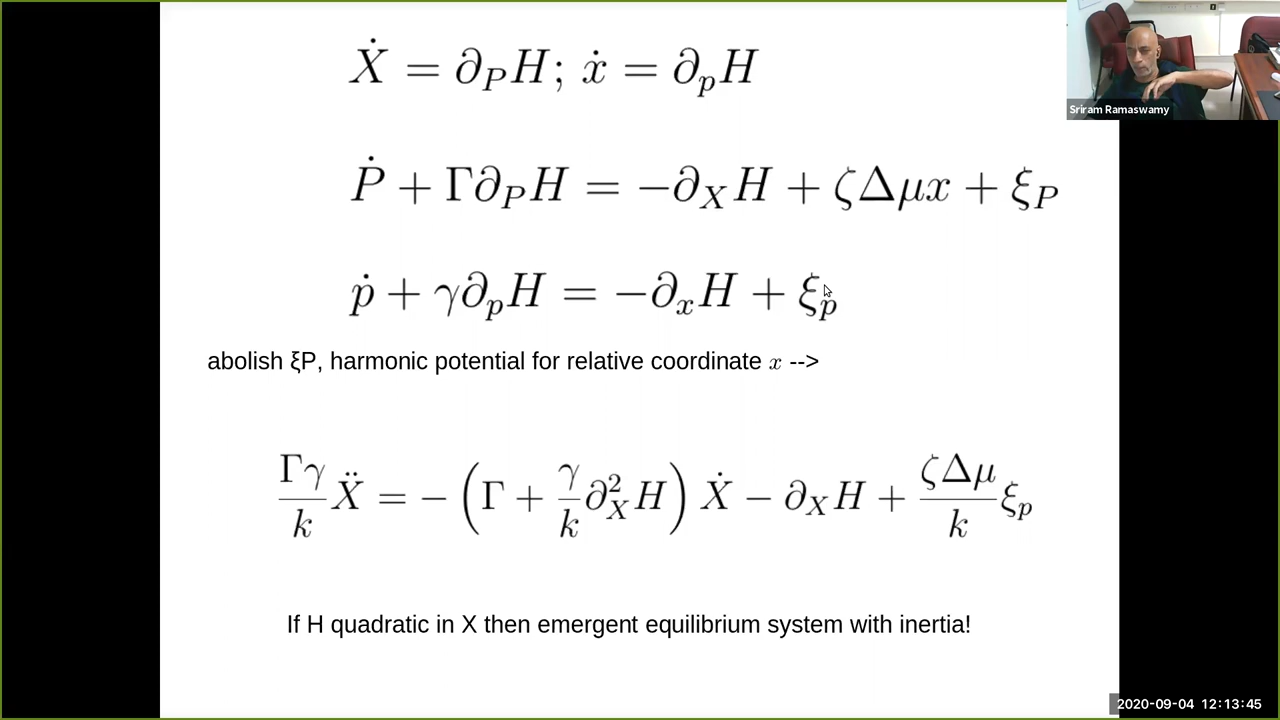 Ẋ = ∂_P H; ẋ = ∂_p H
Ṗ + Γ∂_P H = −∂_X H + ζΔμx + ξ_P
ṗ + γ∂_p H = −∂_x H + ξ_p
abolish ξP, harmonic potential for relative coordinate x -->
Γγ/k Ẍ = −(Γ + γ/k ∂²_X H) Ẋ − ∂_X H + ζΔμ/k ξ_p
If H quadratic in X then emergent equilibrium system with inertia!
Sriram Ramaswamy
2020-09-04 12:13:45